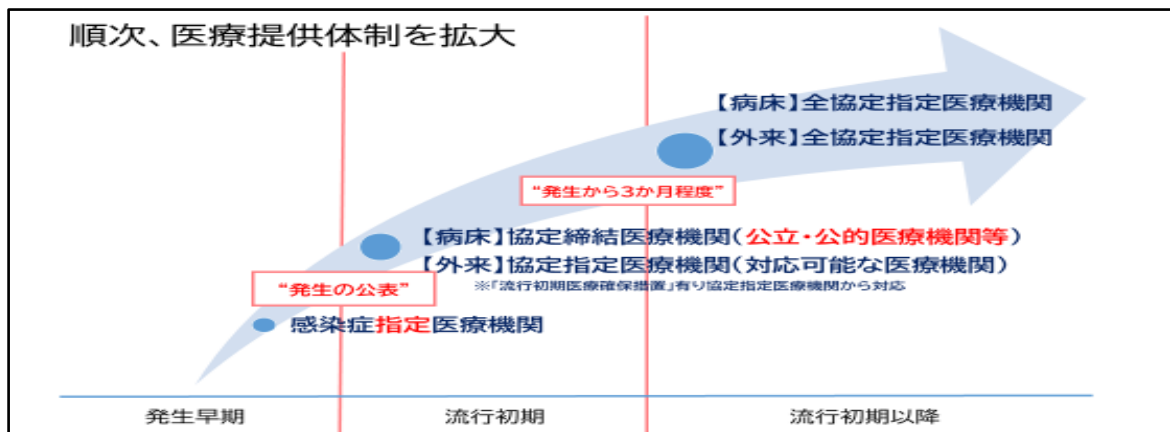 順次、医療提供体制を拡大
【病床】全協定指定医療機関
【外来】全協定指定医療機関
“発生から3か月程度”
【病床】協定締結医療機関(公立・公的医療機関等)
【外来】協定指定医療機関(対応可能な医療機関)
※「流行初期医療確保措置」有り協定指定医療機関から対応
“発生の公表”
感染症指定医療機関
発生早期
流行初期
流行初期以降